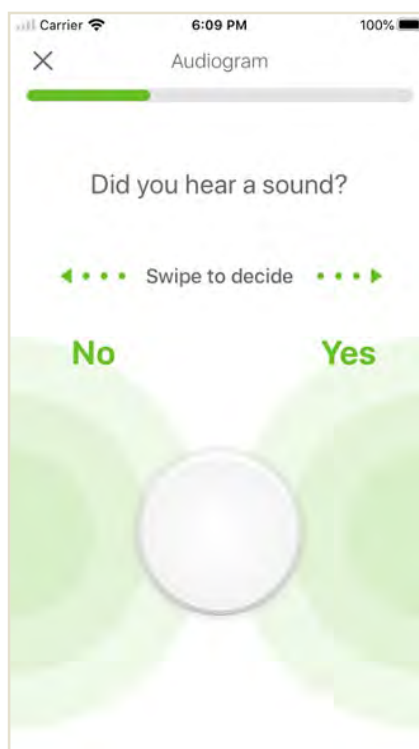 Carrier 6:09 PM 100%
Audiogram
Did you hear a sound?
Swipe to decide
No Yes